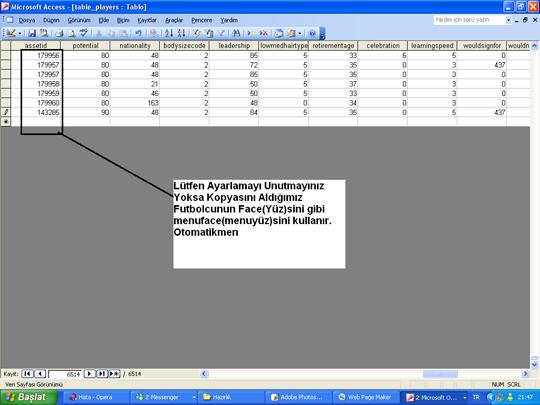 Microsoft Access - [table_players : Tablo]
Dosya Düzen Görünüm Ekle Biçim Kayıtlar Araçlar Pencere Yardım Yardım için soru yazın
assetid potential nationality bodysizecode leadership lowmedhairtype retirementage celebration learningspeed wouldsignfor
179956 80 48 2 85 5 33 6 5 0
179957 80 48 2 72 5 35 0 3 437
179957 80 48 2 85 5 35 0 3 0
179958 80 21 2 50 5 37 0 3 0
179959 80 46 2 50 5 33 0 3 0
179960 80 163 2 48 0 34 0 3 0
143285 90 48 2 84 5 35 0 5 437
Lütfen Ayarlamayı Unutmayınız
Yoksa Kopyasını Aldığımız
Futbolcunun Face(Yüz)sini gibi
menuface(menuyüz)sini kullanır.
Otomatikmen
Kayıt: 6514 / 6514
Veri Sayfası Görünümü NUM SCRL
Başlat Hata - Opera 2 Messenger Hazırlık Adobe Photos... Web Page Maker 2 Microsoft O... TR 21:47